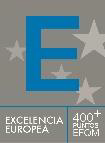 E
EXCELENCIA
EUROPEA
400+
PUNTOS
EFQM